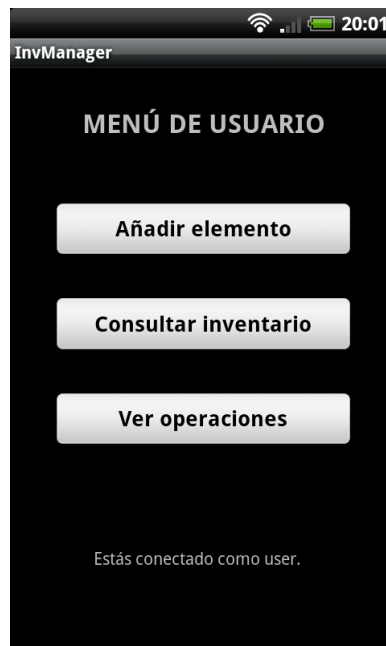 20:01
InvManager
MENÚ DE USUARIO
Añadir elemento
Consultar inventario
Ver operaciones
Estás conectado como user.